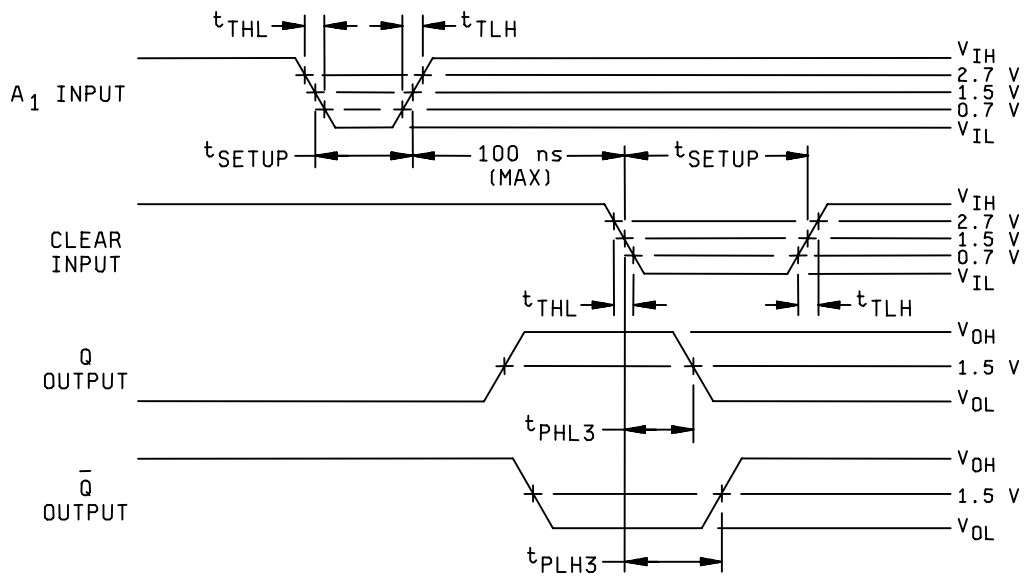 tTHL tTLH
A1 INPUT
VIH
2.7 V
1.5 V
0.7 V
VIL
tSETUP 100 ns (MAX) tSETUP
CLEAR INPUT
VIH
2.7 V
1.5 V
0.7 V
VIL
tTHL tTLH
Q OUTPUT
VOH
1.5 V
VOL
tPHL3
Q̅ OUTPUT
VOH
1.5 V
VOL
tPLH3